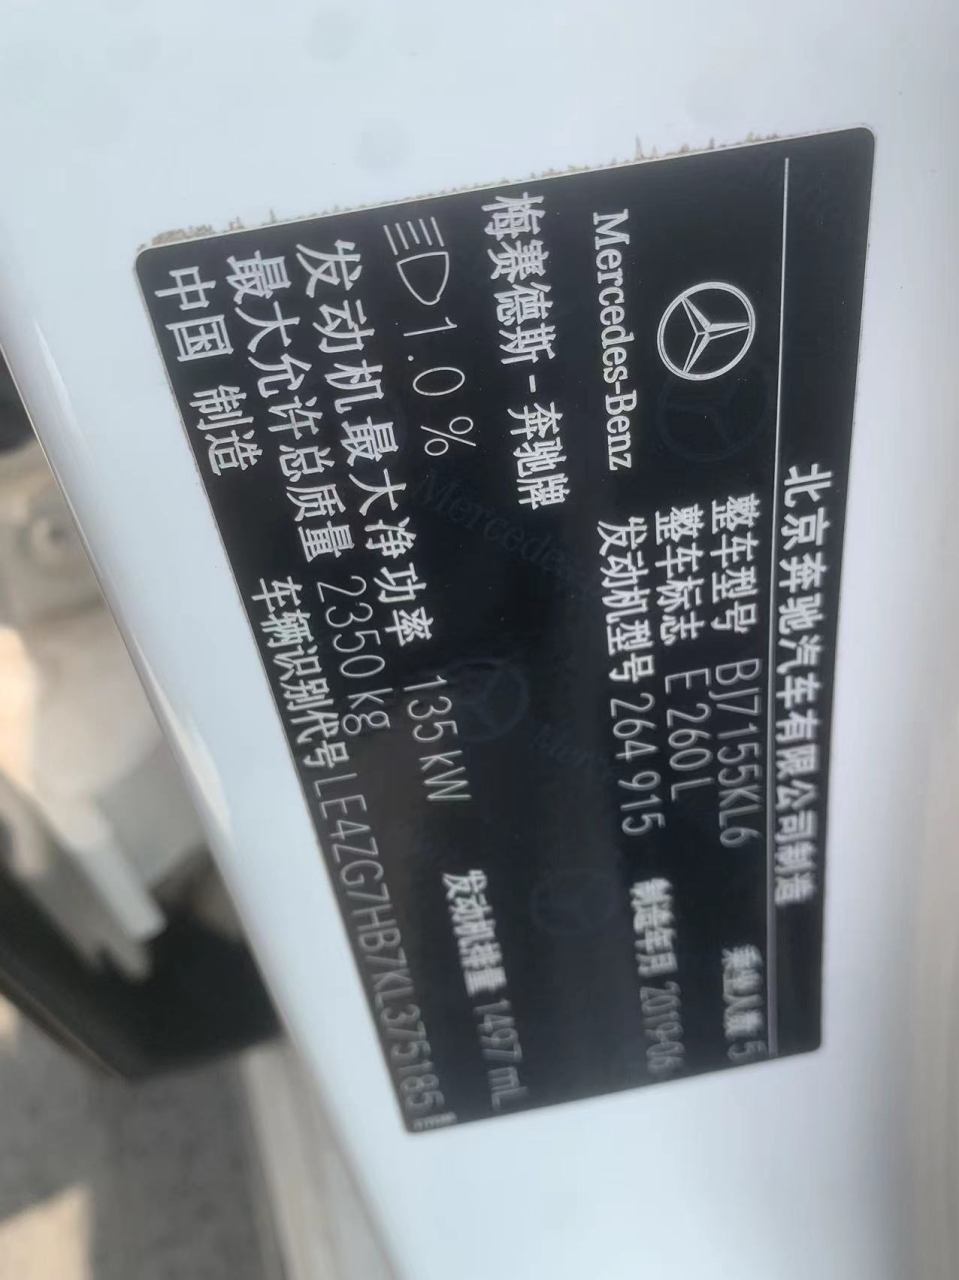 北京奔驰汽车有限公司制造
Mercedes-Benz
整车型号 BJ7155KL6 乘坐人数 5
整车标志 E 260 L
发动机型号 264 915 制造年月 2019-06
梅赛德斯-奔驰牌
1.0%
发动机最大净功率 135 kW 发动机排量 1497 mL
最大允许总质量 2350 kg
中国 制造 车辆识别代号 LE4ZG7HB7KL375185